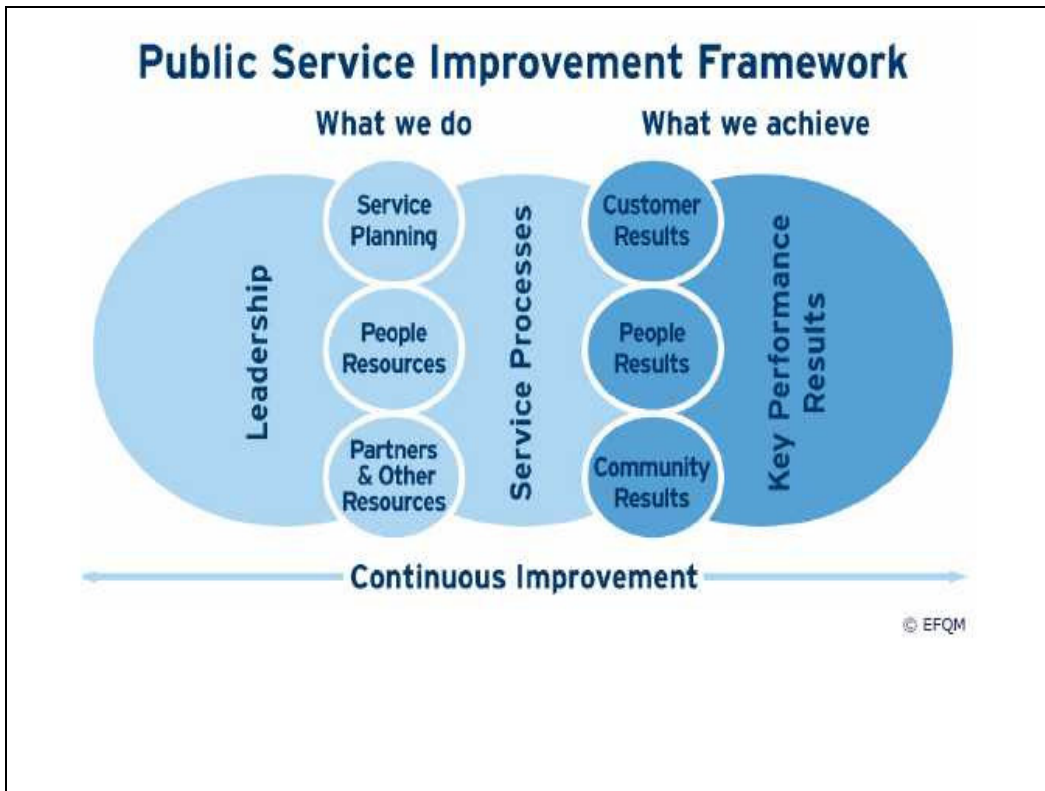 Public Service Improvement Framework
What we do
What we achieve
Leadership
Service
Planning
People
Resources
Partners
& Other
Resources
Service Processes
Customer
Results
People
Results
Community
Results
Key Performance
Results
Continuous Improvement
© EFQM